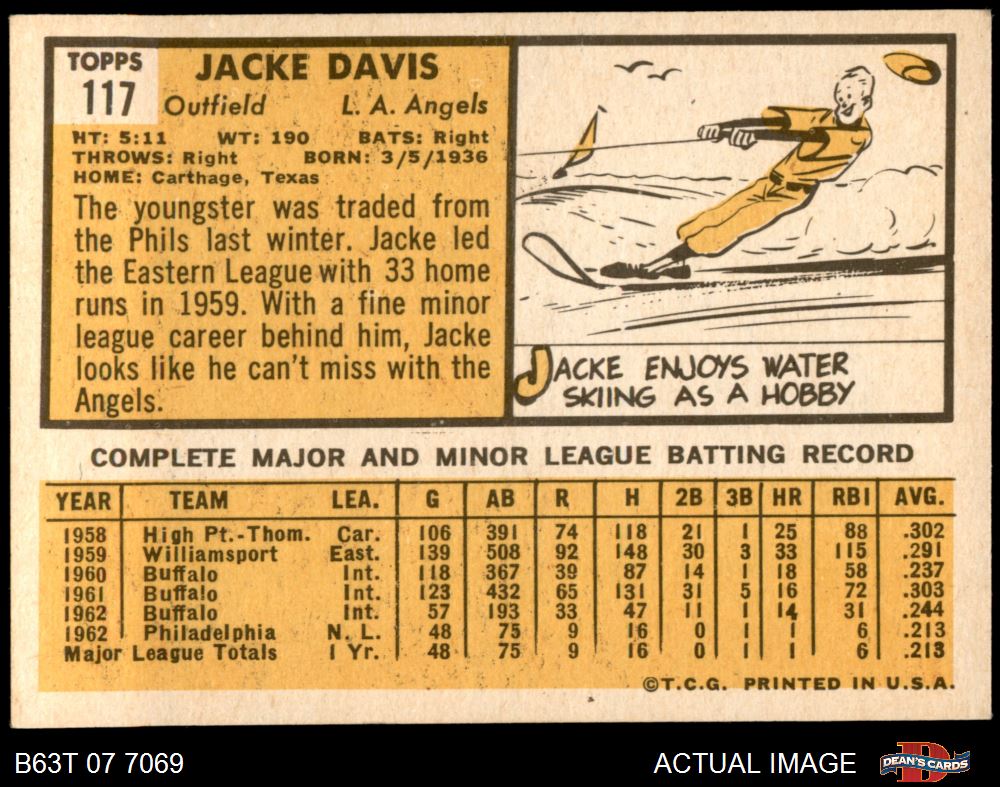 TOPPS
117
JACKE DAVIS
Outfield L. A. Angels
HT: 5:11 WT: 190 BATS: Right
THROWS: Right BORN: 3/5/1936
HOME: Carthage, Texas
The youngster was traded from
the Phils last winter. Jacke led
the Eastern League with 33 home
runs in 1959. With a fine minor
league career behind him, Jacke
looks like he can't miss with the
Angels.
JACKE ENJOYS WATER
SKIING AS A HOBBY
COMPLETE MAJOR AND MINOR LEAGUE BATTING RECORD
YEAR TEAM LEA. G AB R H 2B 3B HR RBI AVG.
1958 High Pt.-Thom. Car. 106 391 74 118 21 1 25 88 .302
1959 Williamsport East. 139 508 92 148 30 3 33 115 .291
1960 Buffalo Int. 118 367 39 87 14 1 18 58 .237
1961 Buffalo Int. 123 432 65 131 31 5 16 72 .303
1962 Buffalo Int. 57 193 33 47 11 1 14 31 .244
1962 Philadelphia N. L. 48 75 9 16 0 1 1 6 .213
Major League Totals 1 Yr. 48 75 9 16 0 1 1 6 .213
©T.C.G. PRINTED IN U.S.A.
B63T 07 7069 ACTUAL IMAGE DEAN'S CARDS